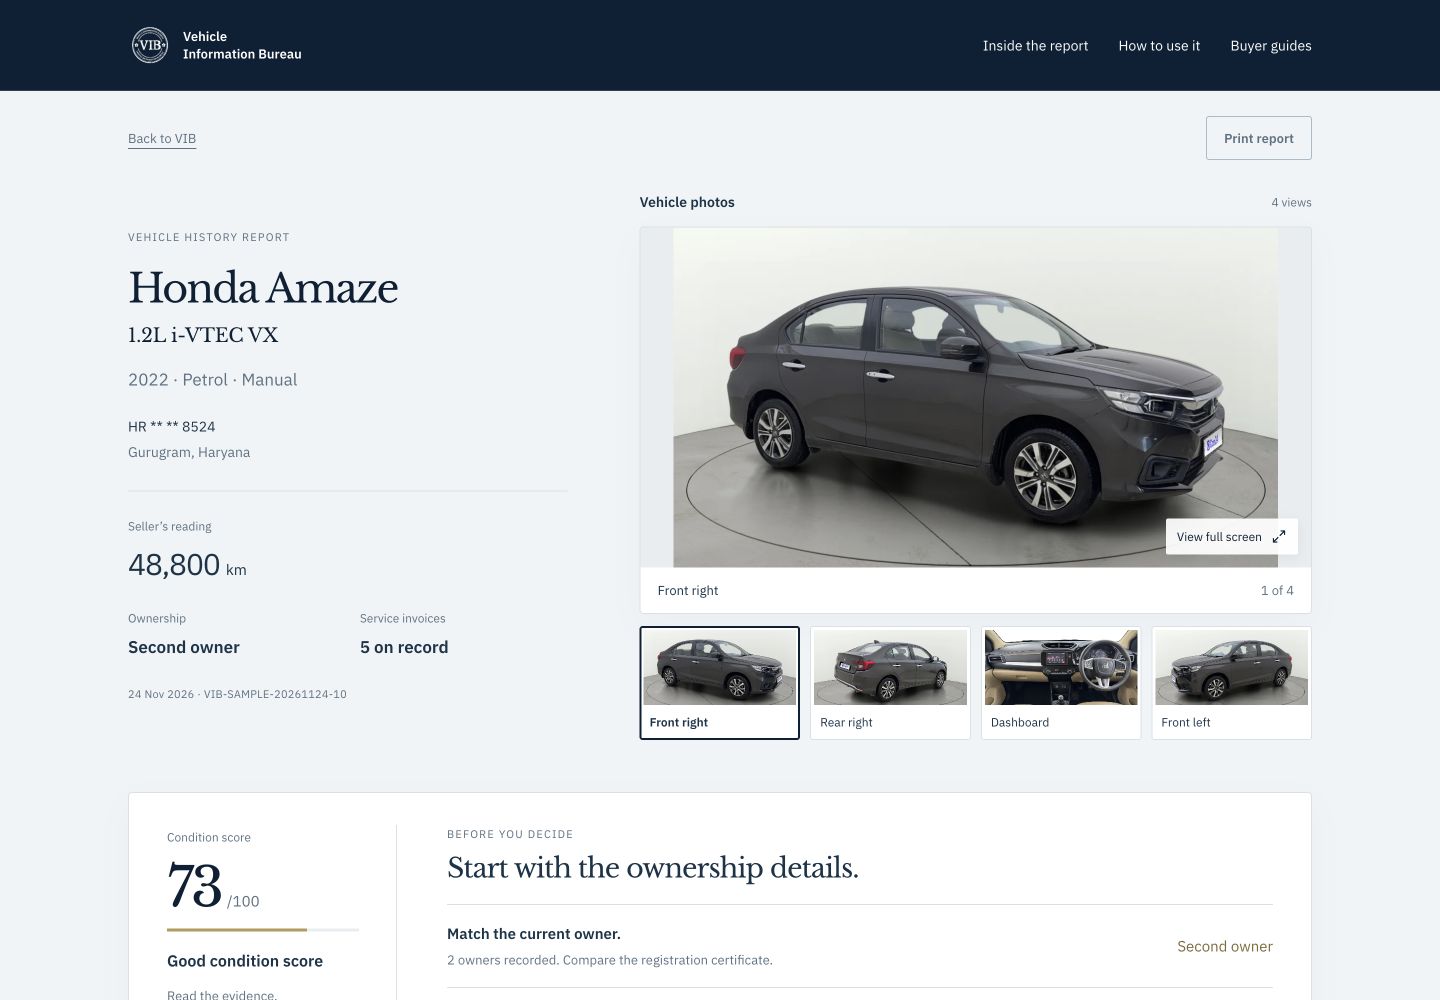 VIB
Vehicle
Information Bureau
Inside the report
How to use it
Buyer guides
Back to VIB
Print report
VEHICLE HISTORY REPORT
Honda Amaze
1.2L i-VTEC VX
2022 · Petrol · Manual
HR ** ** 8524
Gurugram, Haryana
Seller’s reading
48,800 km
Ownership
Second owner
Service invoices
5 on record
24 Nov 2026 · VIB-SAMPLE-20261124-10
Vehicle photos
4 views
View full screen
Front right
1 of 4
Front right
Rear right
Dashboard
Front left
Condition score
73 /100
Good condition score
Read the evidence.
BEFORE YOU DECIDE
Start with the ownership details.
Match the current owner.
2 owners recorded. Compare the registration certificate.
Second owner